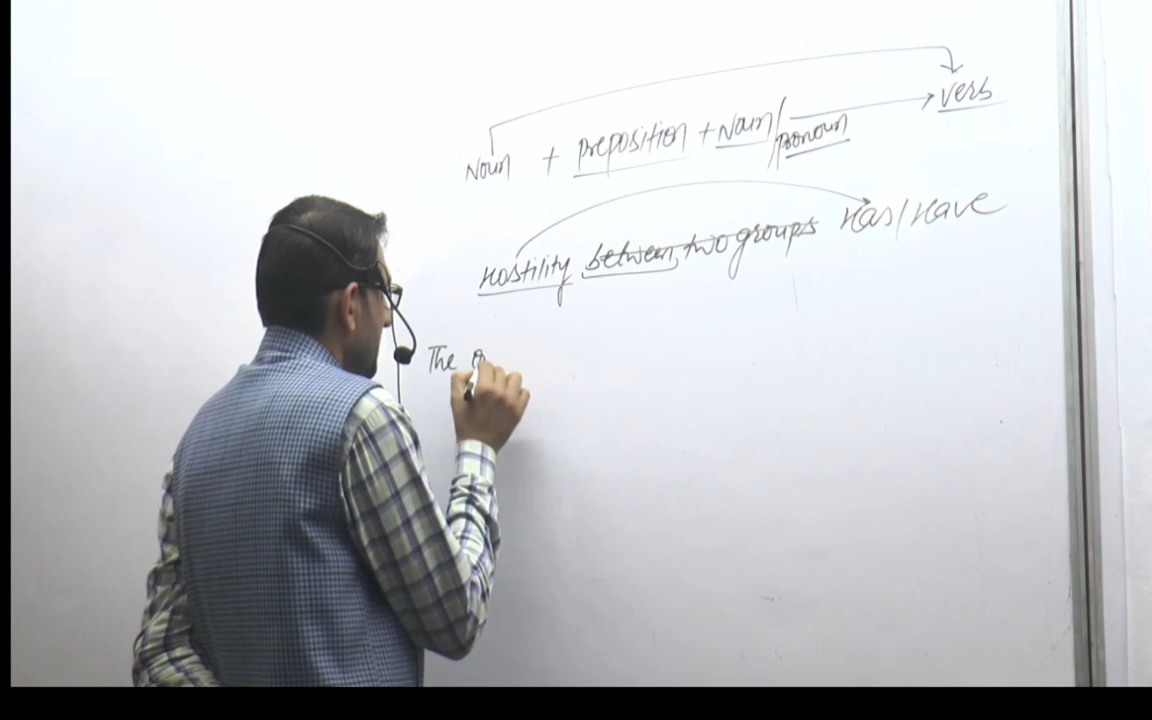 Noun + preposition + Noun/pronoun verb
Hostility between two groups Has/Have
The